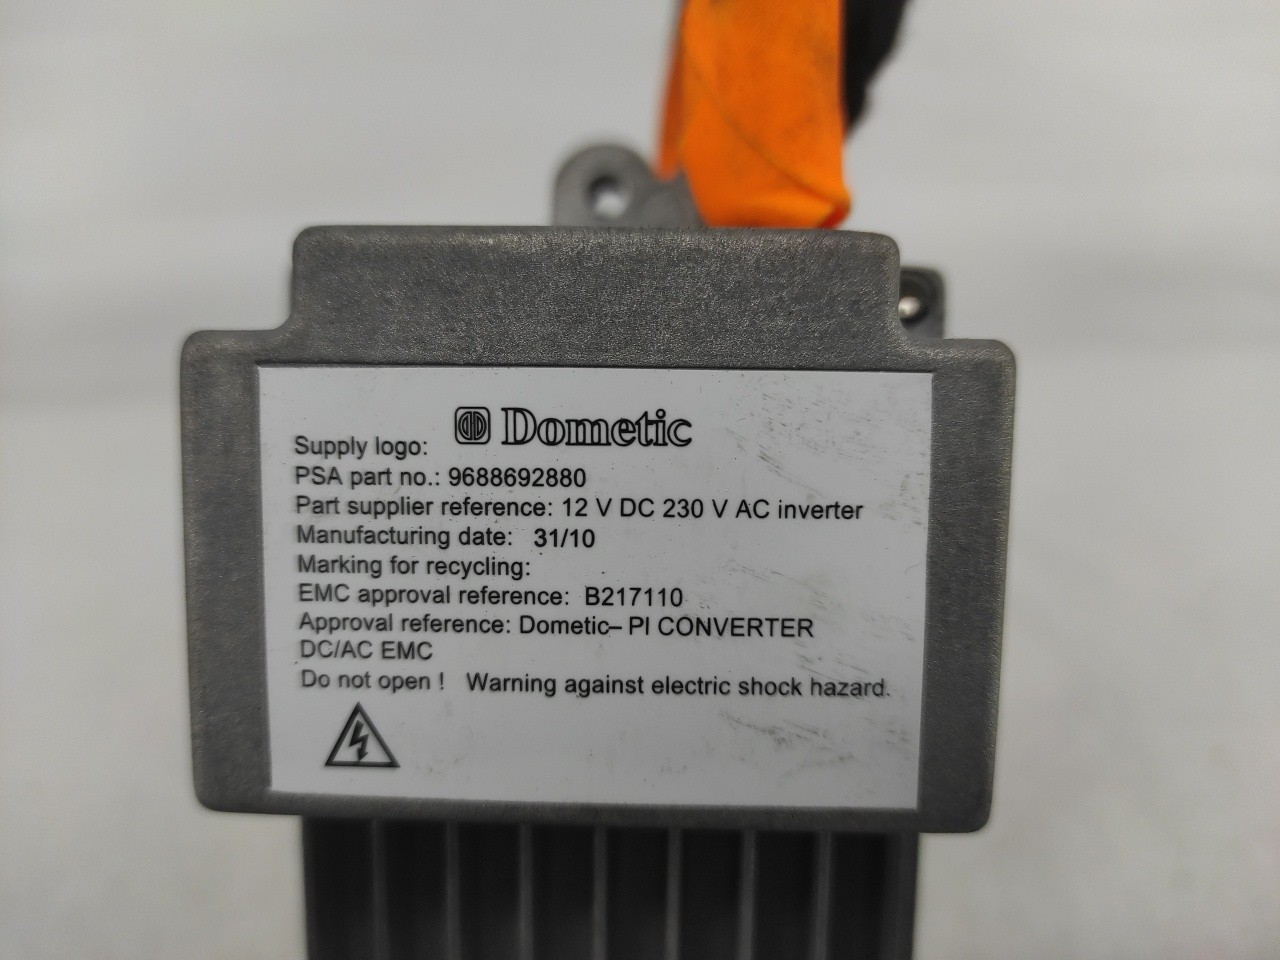 Supply logo: Dometic
PSA part no.: 9688692880
Part supplier reference: 12 V DC 230 V AC inverter
Manufacturing date: 31/10
Marking for recycling:
EMC approval reference: B217110
Approval reference: Dometic– PI CONVERTER
DC/AC EMC
Do not open ! Warning against electric shock hazard.